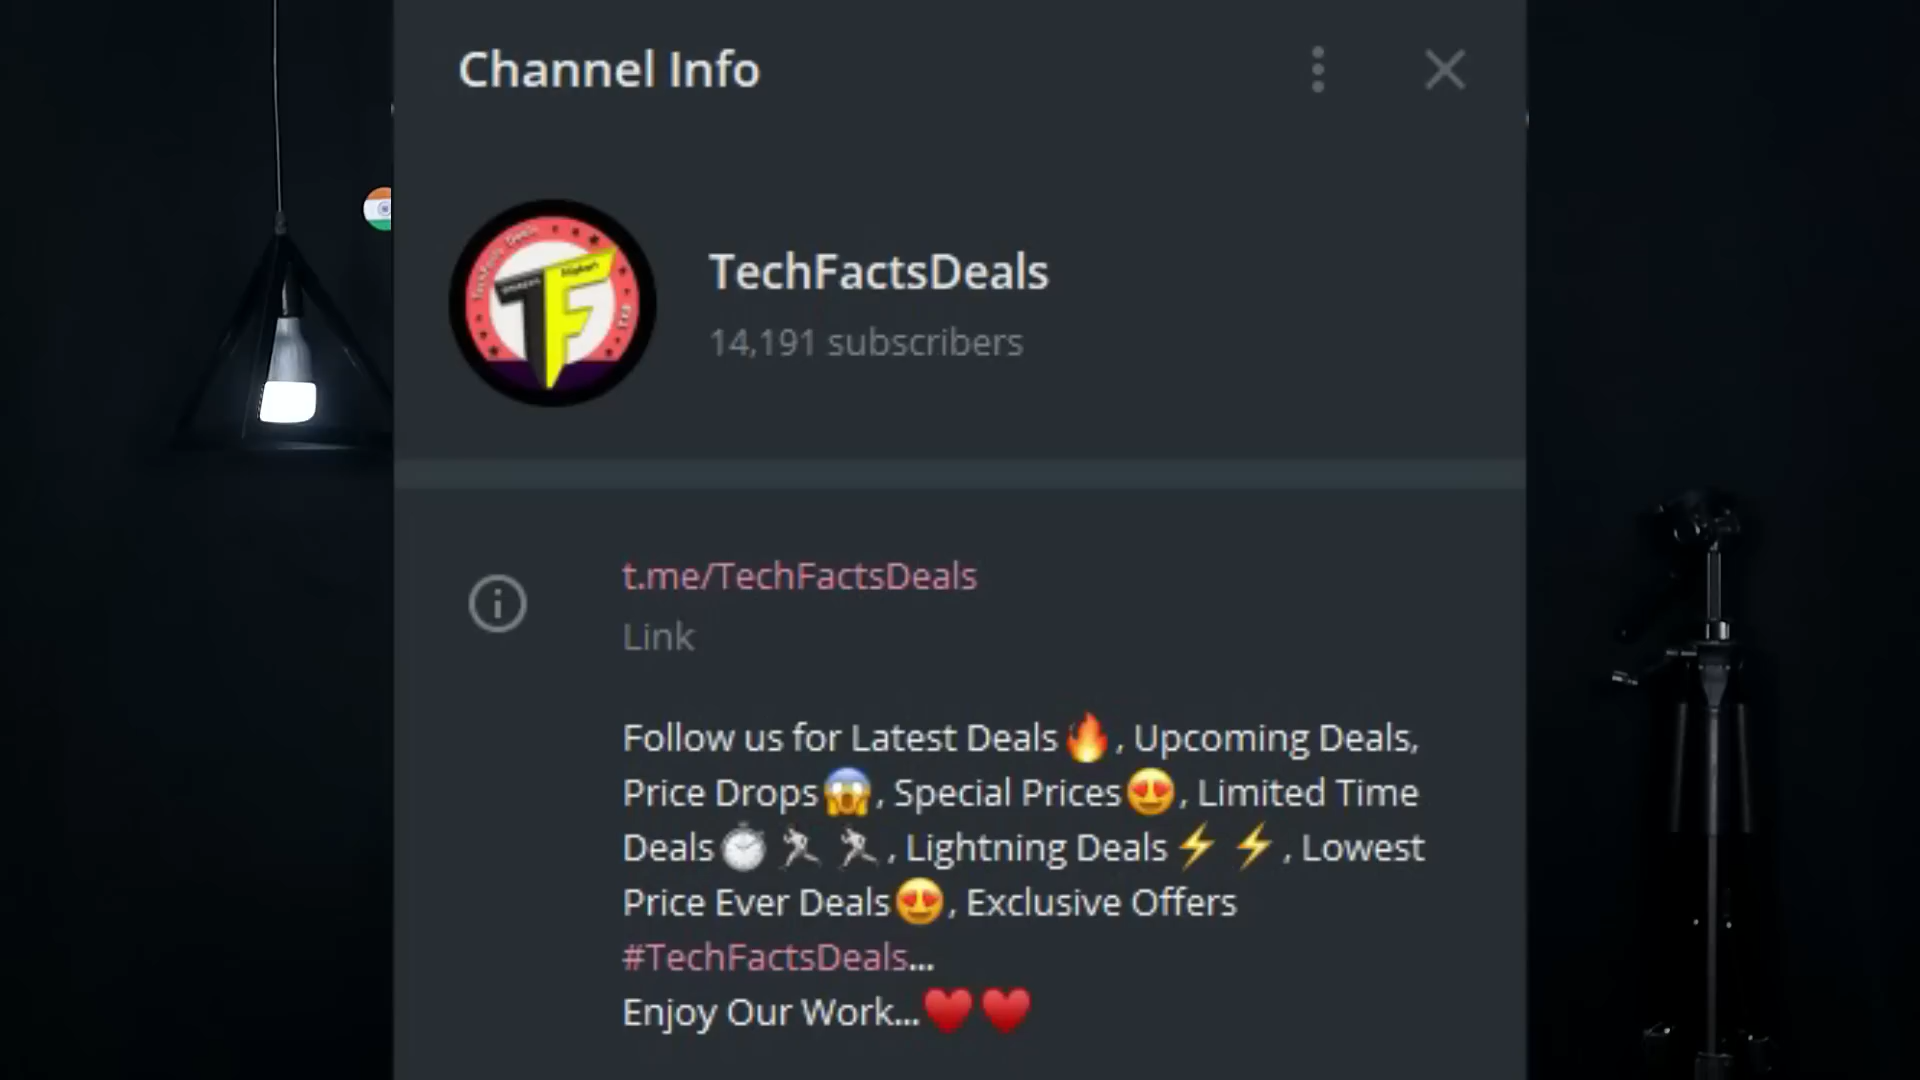 Channel Info
TechFactsDeals
14,191 subscribers
t.me/TechFactsDeals
Link
Follow us for Latest Deals🔥, Upcoming Deals,
Price Drops😱, Special Prices😍, Limited Time
Deals⏱🏃🏃, Lightning Deals⚡⚡, Lowest
Price Ever Deals😍, Exclusive Offers
#TechFactsDeals...
Enjoy Our Work...♥♥